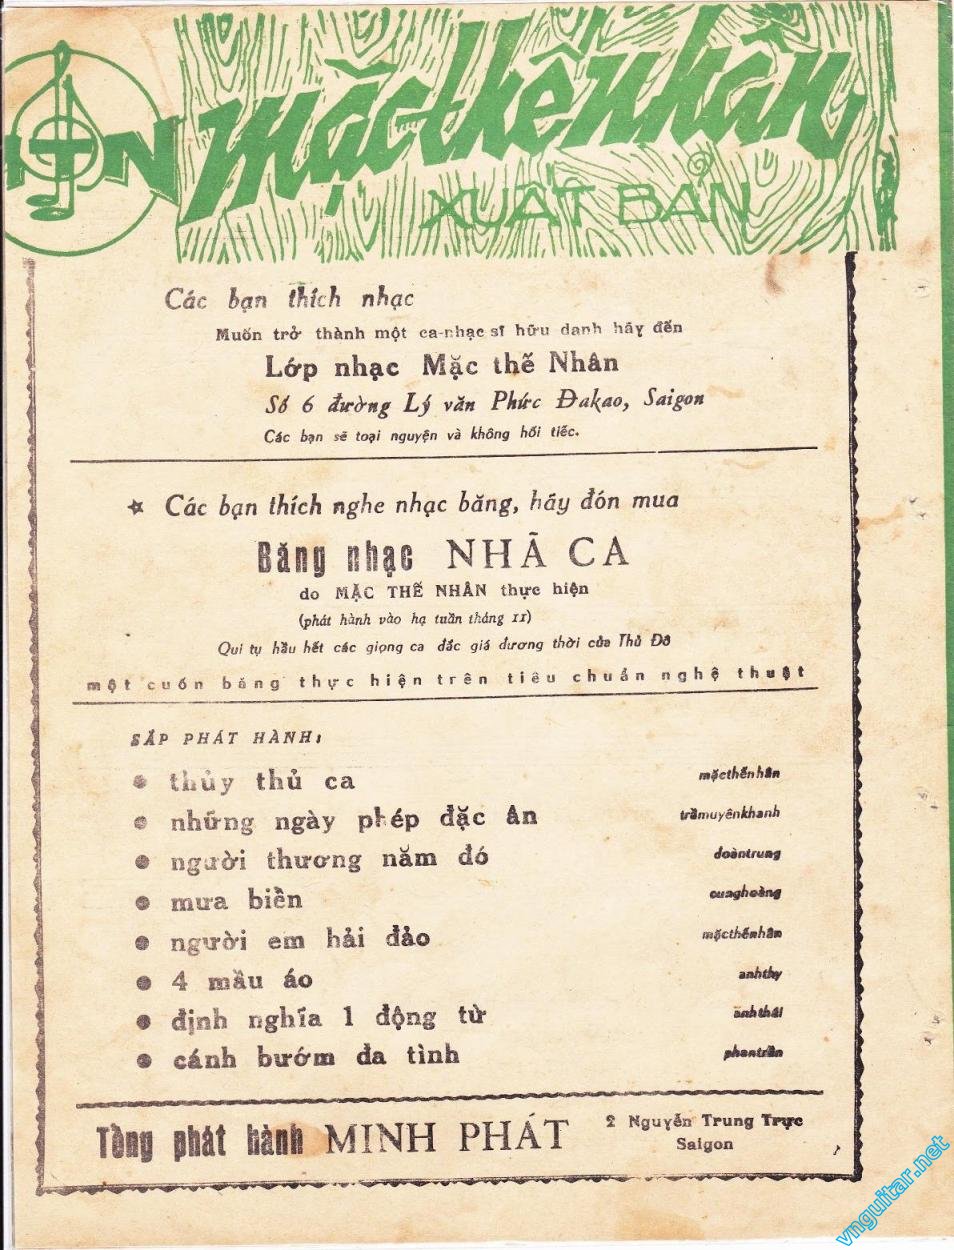 mặcthếnhân
XUẤT BẢN
Các bạn thích nhạc
Muốn trở thành một ca-nhạc sĩ hữu danh hãy đến
Lớp nhạc Mặc thế Nhân
Số 6 đường Lý văn Phức Đakao, Saigon
Các bạn sẽ toại nguyện và không hối tiếc.
Các bạn thích nghe nhạc băng, hãy đón mua
Băng nhạc NHÃ CA
do MẶC THẾ NHÂN thực hiện
(phát hành vào hạ tuần tháng 11)
Qui tụ hầu hết các giọng ca đắc giá đương thời của Thủ Đô
một cuốn băng thực hiện trên tiêu chuẩn nghệ thuật
SẮP PHÁT HÀNH:
thủy thủ ca mặcthếnhân
những ngày phép đặc ân trầmuyênkhanh
người thương năm đó đoàntrung
mưa biển
người em hải đảo mặcthếnhân
4 mầu áo anhthy
định nghĩa 1 động từ anhthái
cánh bướm đa tình phantrần
Tổng phát hành MINH PHÁT 2 Nguyễn Trung Trực
Saigon
vnguitar.net